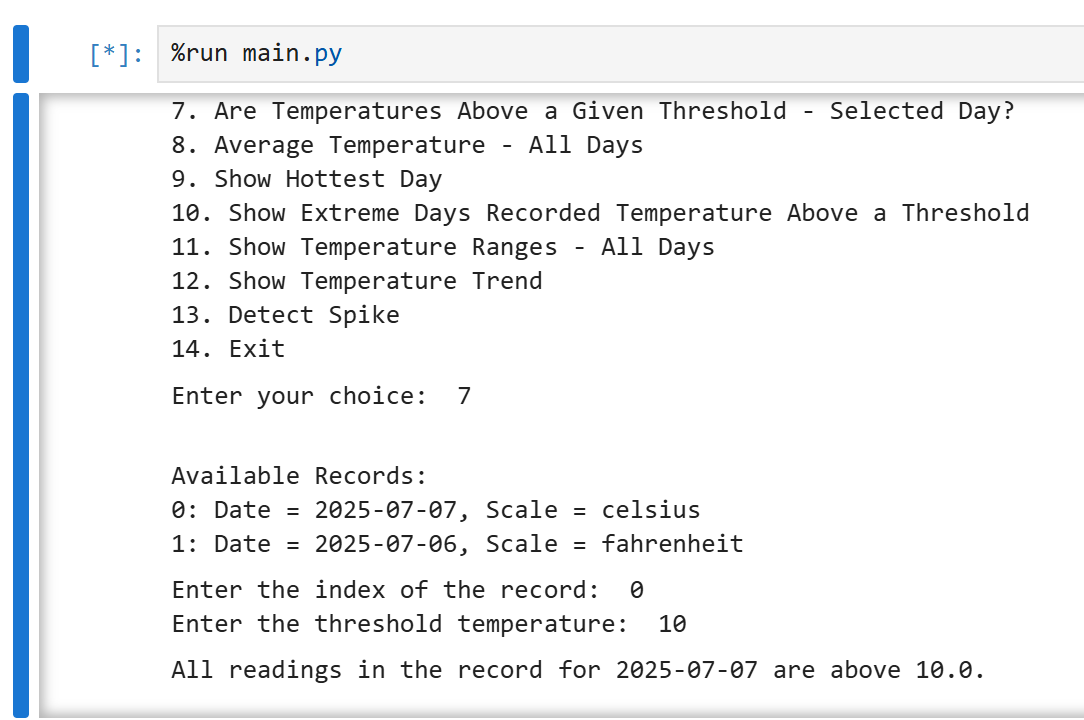 [*]: %run main.py
7. Are Temperatures Above a Given Threshold - Selected Day?
8. Average Temperature - All Days
9. Show Hottest Day
10. Show Extreme Days Recorded Temperature Above a Threshold
11. Show Temperature Ranges - All Days
12. Show Temperature Trend
13. Detect Spike
14. Exit
Enter your choice:  7
Available Records:
0: Date = 2025-07-07, Scale = celsius
1: Date = 2025-07-06, Scale = fahrenheit
Enter the index of the record:  0
Enter the threshold temperature:  10
All readings in the record for 2025-07-07 are above 10.0.